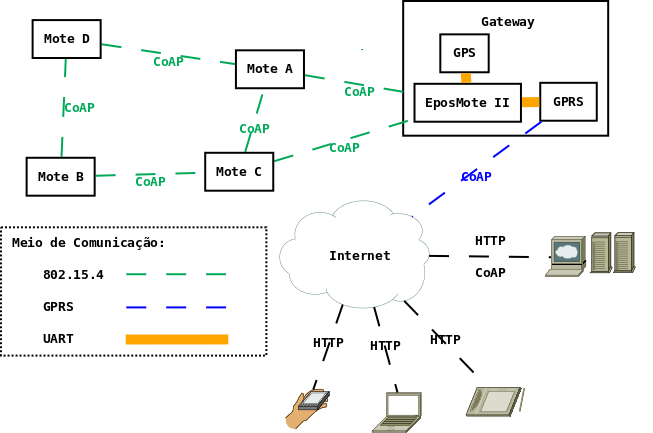 Gateway
Mote D
GPS
CoAP
Mote A
CoAP
EposMote II
GPRS
CoAP
CoAP
CoAP
Mote B
CoAP
Mote C
CoAP
Meio de Comunicação:
802.15.4
GPRS
UART
Internet
HTTP
CoAP
HTTP
HTTP
HTTP